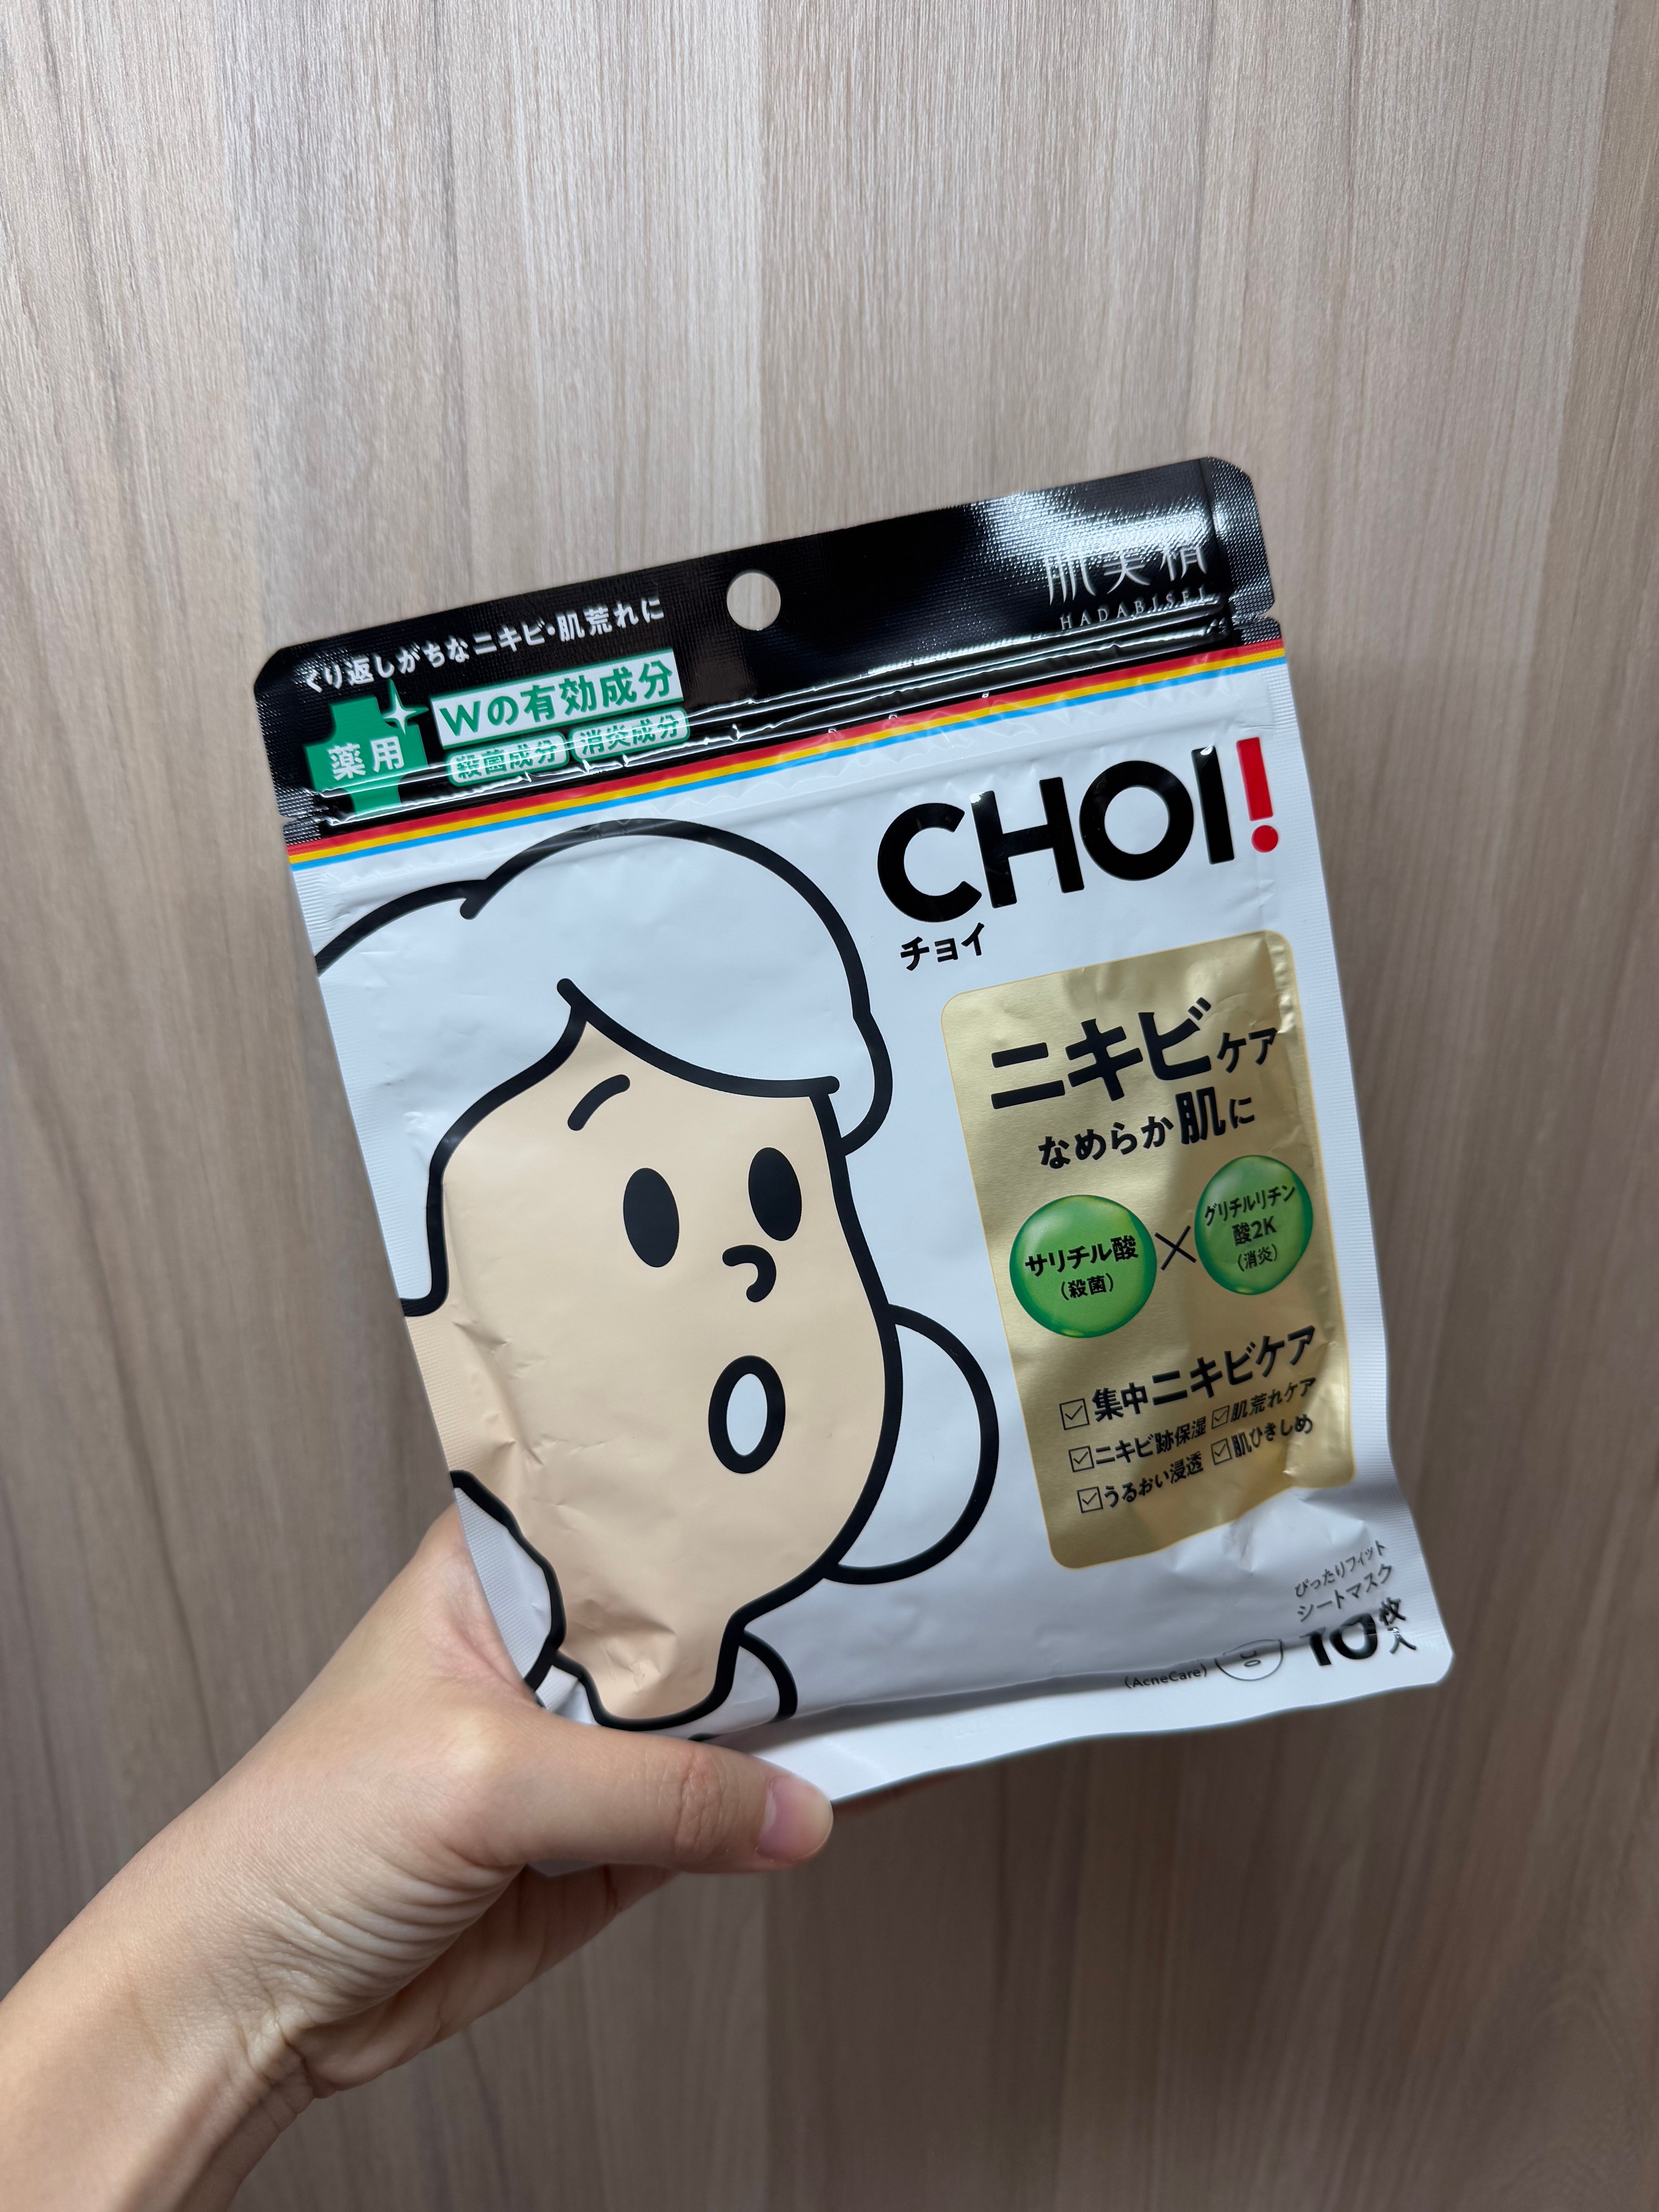 くり返しがちなニキビ・肌荒れに
薬用
Wの有効成分
殺菌成分 消炎成分
肌美精
HADABISEI
CHOI!
チョイ
ニキビケア
なめらか肌に
サリチル酸
(殺菌)
×
グリチルリチン
酸2K
(消炎)
集中ニキビケア
ニキビ跡保湿 肌荒れケア
うるおい浸透 肌ひきしめ
ぴったりフィット
シートマスク
10枚入
(AcneCare)